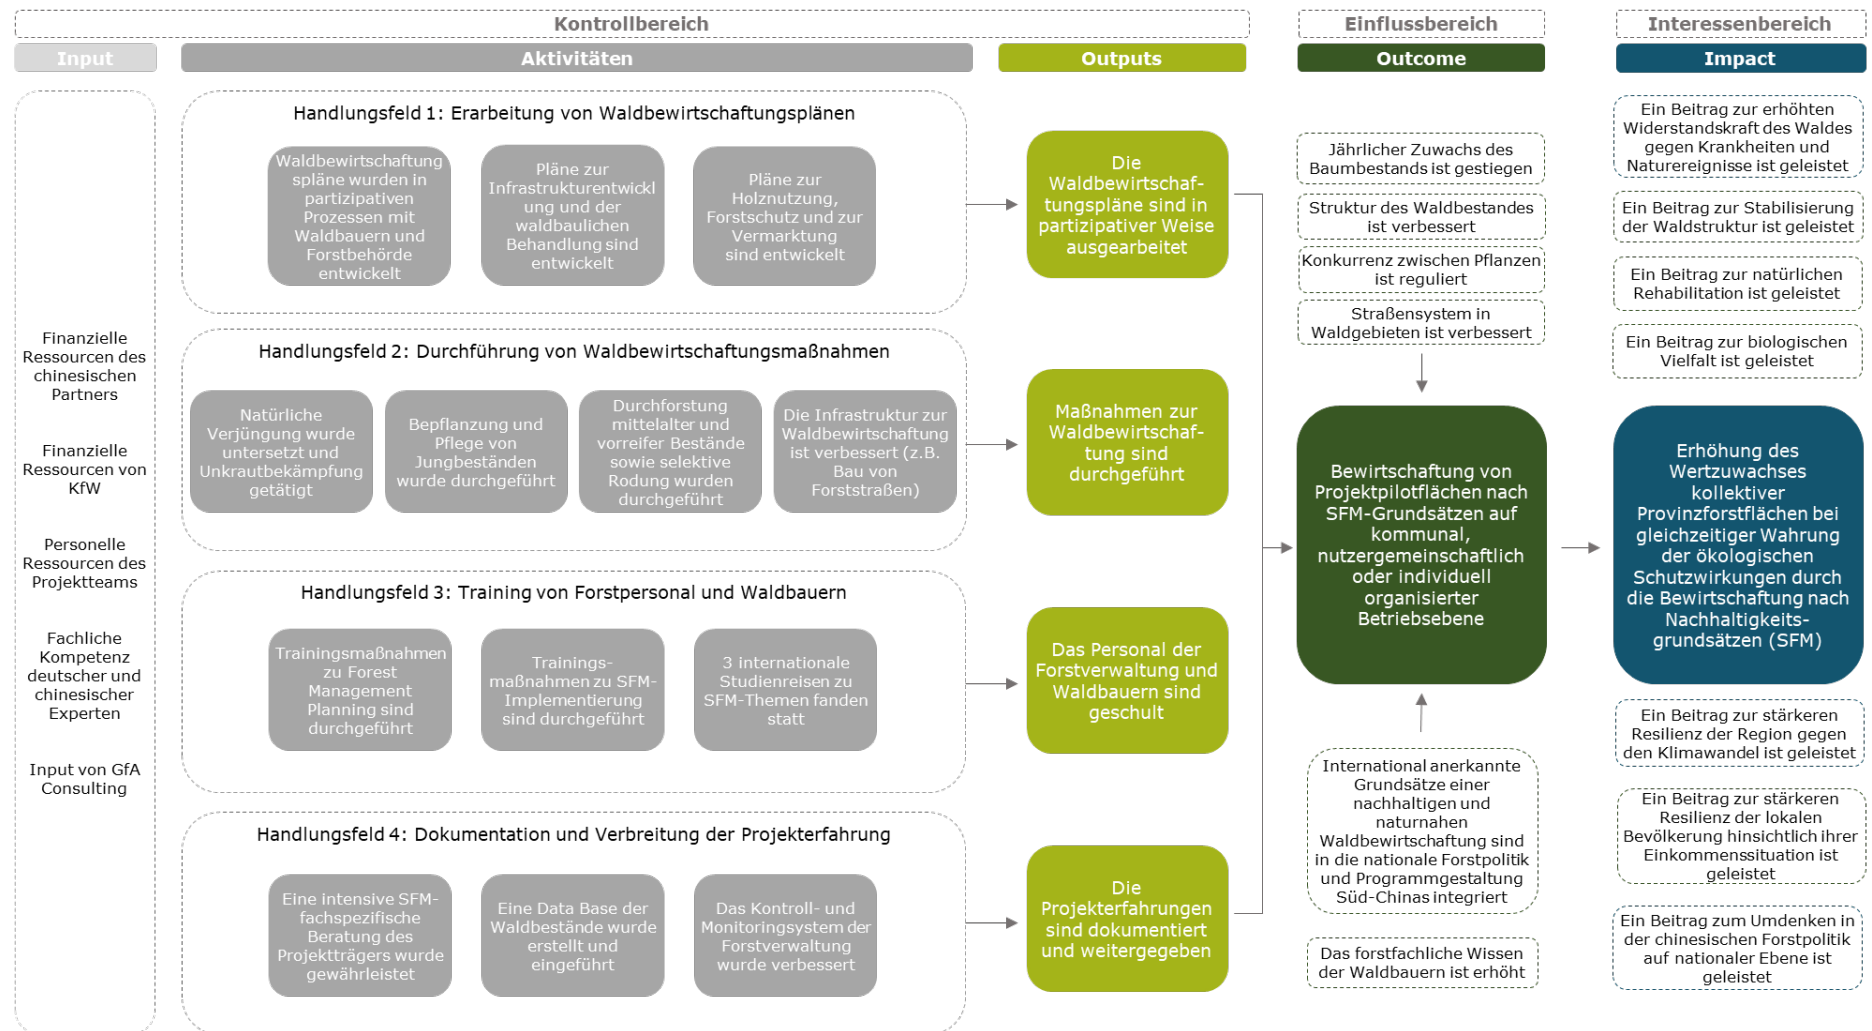 Kontrollbereich
Einflussbereich
Interessenbereich
Input
Aktivitäten
Outputs
Outcome
Impact
Finanzielle
Ressourcen des
chinesischen
Partners
Finanzielle
Ressourcen von
KfW
Personelle
Ressourcen des
Projektteams
Fachliche
Kompetenz
deutscher und
chinesischer
Experten
Input von GfA
Consulting
Handlungsfeld 1: Erarbeitung von Waldbewirtschaftungsplänen
Waldbewirtschaftung
spläne wurden in
partizipativen
Prozessen mit
Waldbauern und
Forstbehörde
entwickelt
Pläne zur
Infrastrukturentwickl
ung und der
waldbaulichen
Behandlung sind
entwickelt
Pläne zur
Holznutzung,
Forstschutz und zur
Vermarktung
sind entwickelt
Handlungsfeld 2: Durchführung von Waldbewirtschaftungsmaßnahmen
Natürliche
Verjüngung wurde
untersetzt und
Unkrautbekämpfung
getätigt
Bepflanzung und
Pflege von
Jungbeständen
wurde durchgeführt
Durchforstung
mittelalter und
vorreifer Bestände
sowie selektive
Rodung wurden
durchgeführt
Die Infrastruktur zur
Waldbewirtschaftung
ist verbessert (z.B.
Bau von
Forststraßen)
Handlungsfeld 3: Training von Forstpersonal und Waldbauern
Trainingsmaßnahmen
zu Forest
Management
Planning sind
durchgeführt
Trainings-
maßnahmen zu SFM-
Implementierung
sind durchgeführt
3 internationale
Studienreisen zu
SFM-Themen fanden
statt
Handlungsfeld 4: Dokumentation und Verbreitung der Projekterfahrung
Eine intensive SFM-
fachspezifische
Beratung des
Projektträgers wurde
gewährleistet
Eine Data Base der
Waldbestände wurde
erstellt und
eingeführt
Das Kontroll- und
Monitoringsystem der
Forstverwaltung
wurde verbessert
Die
Waldbewirtschaf-
tungspläne sind in
partizipativer Weise
ausgearbeitet
Maßnahmen zur
Waldbewirtschaf-
tung sind
durchgeführt
Das Personal der
Forstverwaltung und
Waldbauern sind
geschult
Die
Projekterfahrungen
sind dokumentiert
und weitergegeben
Jährlicher Zuwachs des
Baumbestands ist gestiegen
Struktur des Waldbestandes
ist verbessert
Konkurrenz zwischen Pflanzen
ist reguliert
Straßensystem in
Waldgebieten ist verbessert
Bewirtschaftung von
Projektpilotflächen nach
SFM-Grundsätzen auf
kommunal,
nutzergemeinschaftlich
oder individuell
organisierter
Betriebsebene
International anerkannte
Grundsätze einer
nachhaltigen und
naturnahen
Waldbewirtschaftung sind
in die nationale Forstpolitik
und Programmgestaltung
Süd-Chinas integriert
Das forstfachliche Wissen
der Waldbauern ist erhöht
Ein Beitrag zur erhöhten
Widerstandskraft des Waldes
gegen Krankheiten und
Naturereignisse ist geleistet
Ein Beitrag zur Stabilisierung
der Waldstruktur ist geleistet
Ein Beitrag zur natürlichen
Rehabilitation ist geleistet
Ein Beitrag zur biologischen
Vielfalt ist geleistet
Erhöhung des
Wertzuwachses
kollektiver
Provinzforstflächen bei
gleichzeitiger Wahrung
der ökologischen
Schutzwirkungen durch
die Bewirtschaftung nach
Nachhaltigkeits-
grundsätzen (SFM)
Ein Beitrag zur stärkeren
Resilienz der Region gegen
den Klimawandel ist geleistet
Ein Beitrag zur stärkeren
Resilienz der lokalen
Bevölkerung hinsichtlich ihrer
Einkommenssituation ist
geleistet
Ein Beitrag zum Umdenken in
der chinesischen Forstpolitik
auf nationaler Ebene ist
geleistet